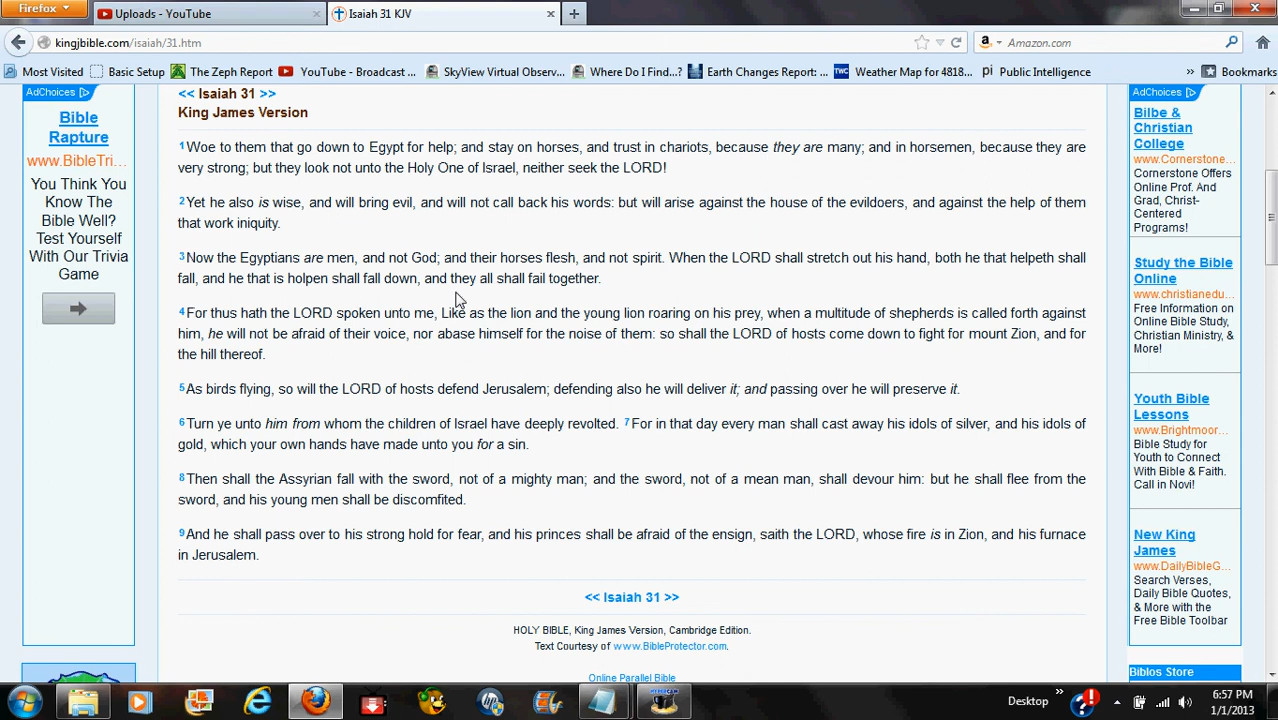 Firefox
Uploads - YouTube
Isaiah 31 KJV
kingjbible.com/isaiah/31.htm
Amazon.com
Most Visited
Basic Setup
The Zeph Report
YouTube - Broadcast ...
SkyView Virtual Observ...
Where Do I Find...?
Earth Changes Report: ...
TWC
Weather Map for 4818...
pi Public Intelligence
»
Bookmarks
AdChoices
Bible
Rapture
www.BibleTri...
You Think You
Know The
Bible Well?
Test Yourself
With Our Trivia
Game
<< Isaiah 31 >>
King James Version
1Woe to them that go down to Egypt for help; and stay on horses, and trust in chariots, because they are many; and in horsemen, because they are
very strong; but they look not unto the Holy One of Israel, neither seek the LORD!
2Yet he also is wise, and will bring evil, and will not call back his words: but will arise against the house of the evildoers, and against the help of them
that work iniquity.
3Now the Egyptians are men, and not God; and their horses flesh, and not spirit. When the LORD shall stretch out his hand, both he that helpeth shall
fall, and he that is holpen shall fall down, and they all shall fail together.
4For thus hath the LORD spoken unto me, Like as the lion and the young lion roaring on his prey, when a multitude of shepherds is called forth against
him, he will not be afraid of their voice, nor abase himself for the noise of them: so shall the LORD of hosts come down to fight for mount Zion, and for
the hill thereof.
5As birds flying, so will the LORD of hosts defend Jerusalem; defending also he will deliver it; and passing over he will preserve it.
6Turn ye unto him from whom the children of Israel have deeply revolted. 7For in that day every man shall cast away his idols of silver, and his idols of
gold, which your own hands have made unto you for a sin.
8Then shall the Assyrian fall with the sword, not of a mighty man; and the sword, not of a mean man, shall devour him: but he shall flee from the
sword, and his young men shall be discomfited.
9And he shall pass over to his strong hold for fear, and his princes shall be afraid of the ensign, saith the LORD, whose fire is in Zion, and his furnace
in Jerusalem.
<< Isaiah 31 >>
HOLY BIBLE, King James Version, Cambridge Edition.
Text Courtesy of www.BibleProtector.com.
Online Parallel Bible
AdChoices
Bilbe &
Christian
College
www.Cornerstone...
Cornerstone Offers
Online Prof. And
Grad, Christ-
Centered
Programs!
Study the Bible
Online
www.christianedu...
Free Information on
Online Bible Study,
Christian Ministry, &
More!
Youth Bible
Lessons
www.Brightmoor...
Bible Study for
Youth to Connect
With Bible & Faith.
Call in Novi!
New King
James
www.DailyBibleG...
Search Verses,
Daily Bible Quotes,
& More with the
Free Bible Toolbar
Biblos Store
Desktop
»
6:57 PM
1/1/2013